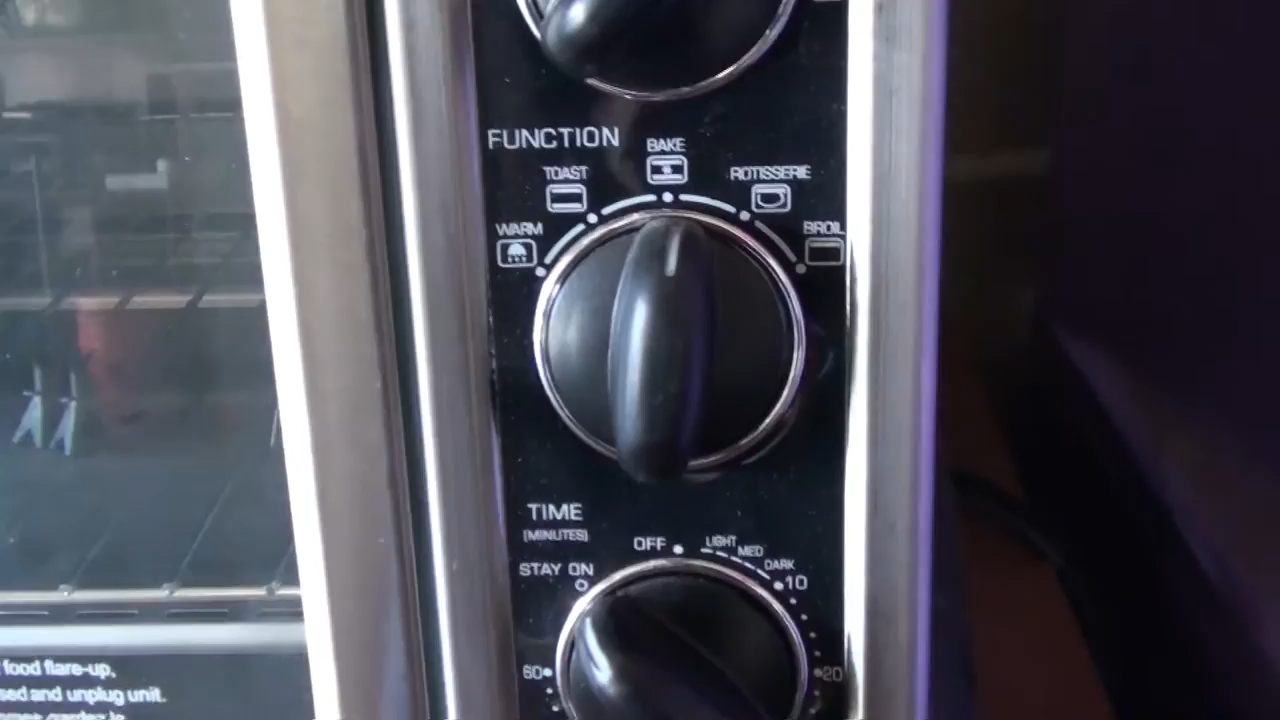 FUNCTION
BAKE
TOAST
ROTISSERIE
WARM
BROIL
TIME
(MINUTES)
OFF
LIGHT
MED
DARK
STAY ON
10
60
20
food flare-up,
sed and unplug unit.